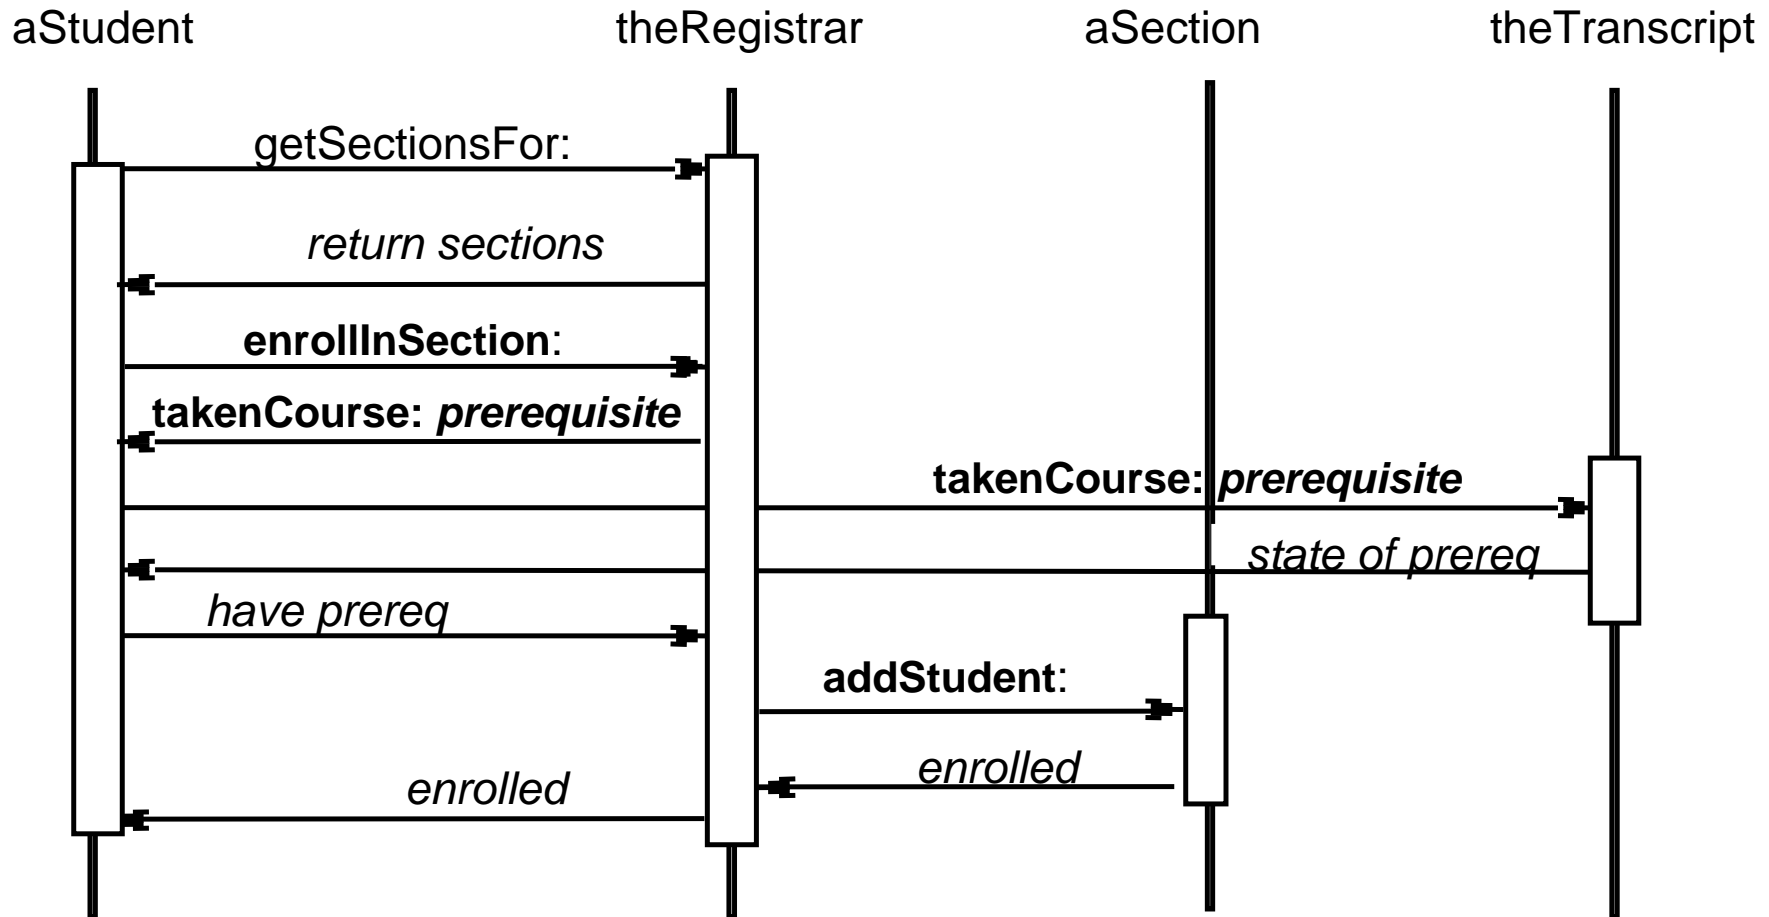 aStudent theRegistrar aSection theTranscript
getSectionsFor:
return sections
enrollInSection:
takenCourse: prerequisite
takenCourse: prerequisite
state of prereq
have prereq
addStudent:
enrolled
enrolled